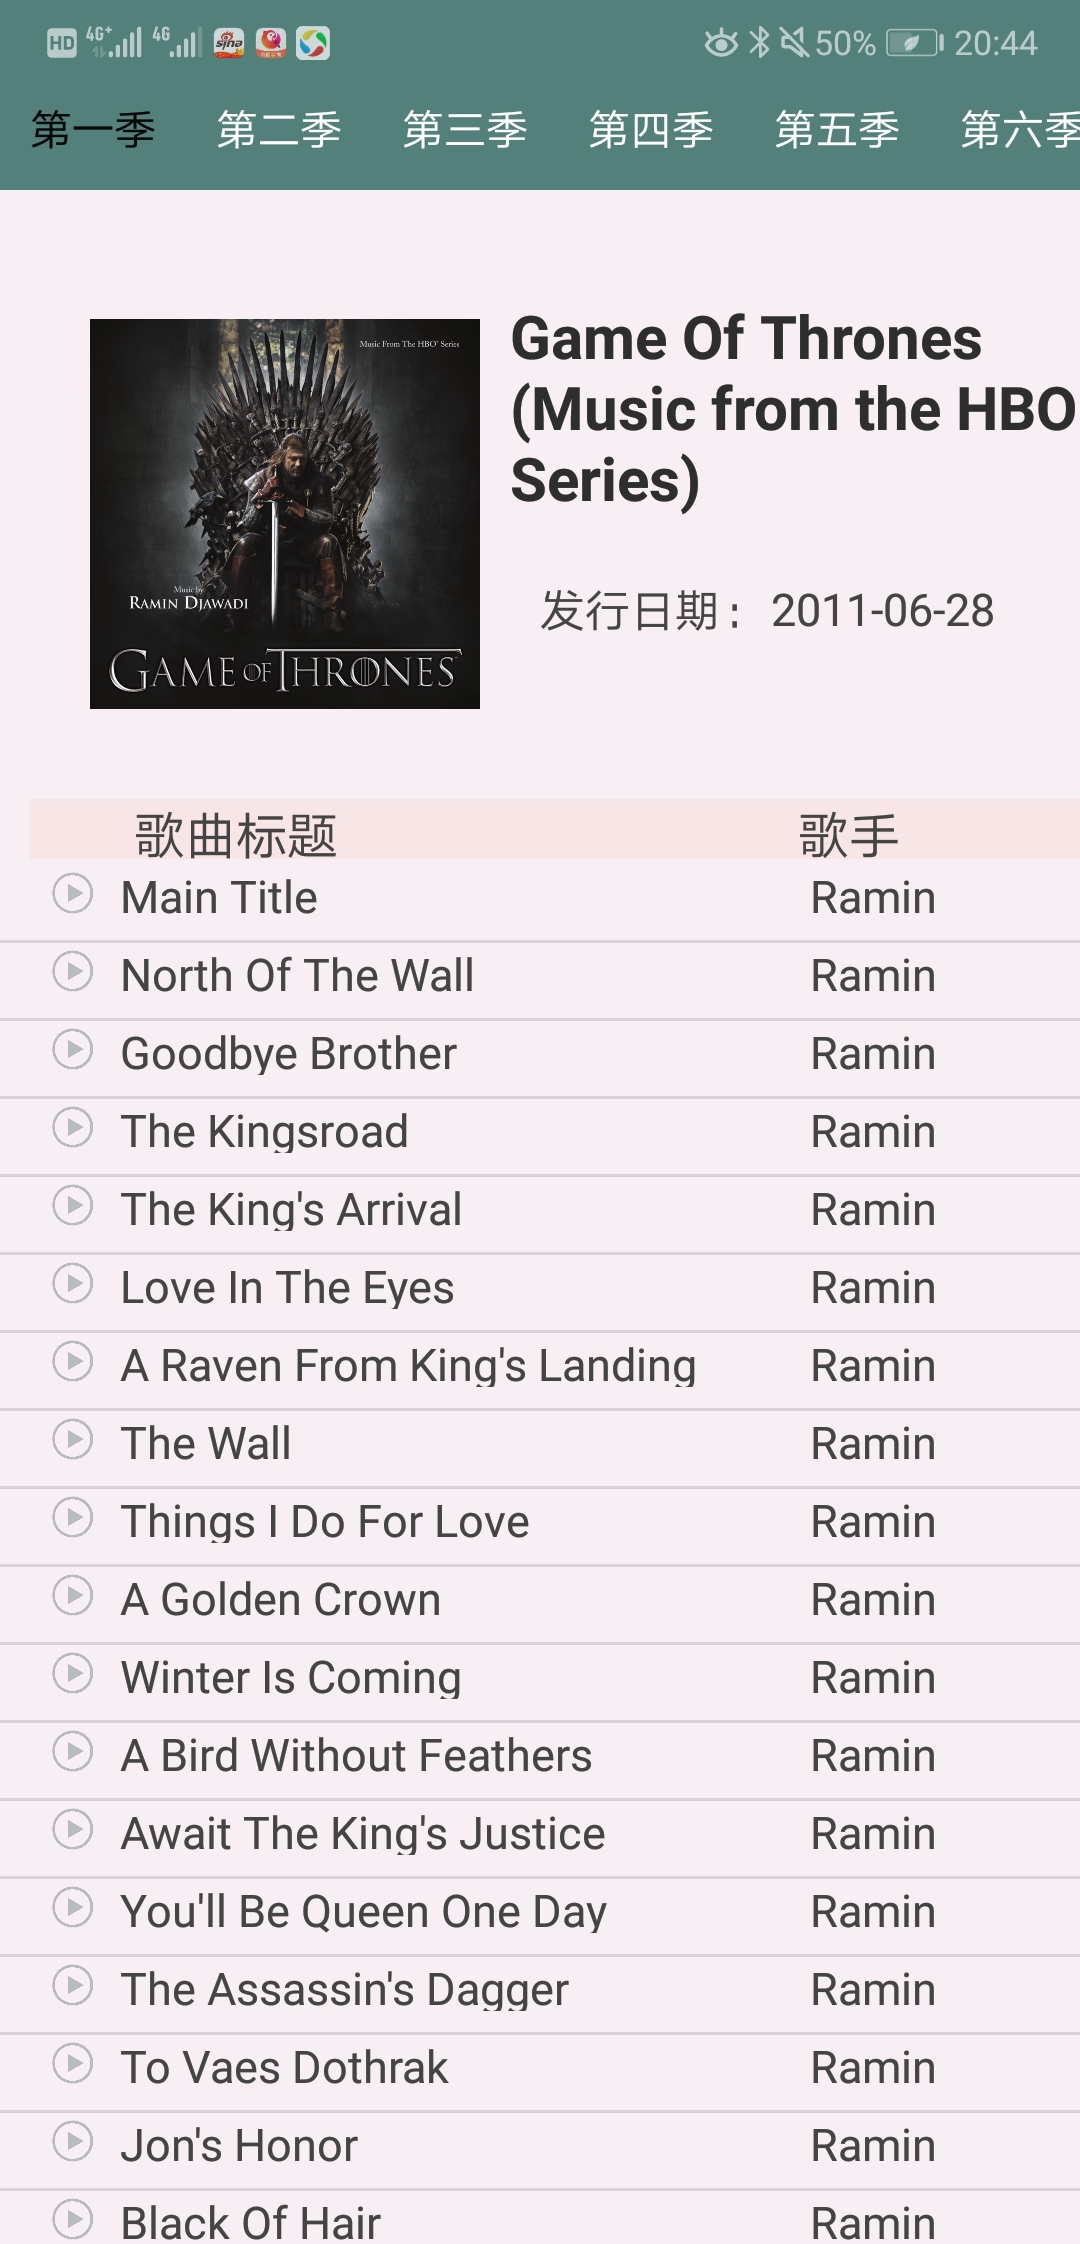 HD 4G+ 4G sina 50% 20:44
第一季 第二季 第三季 第四季 第五季 第六季
Music From The HBO® Series
Music by
RAMIN DJAWADI
GAME OF THRONES
Game Of Thrones
(Music from the HBO
Series)
发行日期: 2011-06-28
歌曲标题 歌手
Main Title Ramin
North Of The Wall Ramin
Goodbye Brother Ramin
The Kingsroad Ramin
The King's Arrival Ramin
Love In The Eyes Ramin
A Raven From King's Landing Ramin
The Wall Ramin
Things I Do For Love Ramin
A Golden Crown Ramin
Winter Is Coming Ramin
A Bird Without Feathers Ramin
Await The King's Justice Ramin
You'll Be Queen One Day Ramin
The Assassin's Dagger Ramin
To Vaes Dothrak Ramin
Jon's Honor Ramin
Black Of Hair Ramin